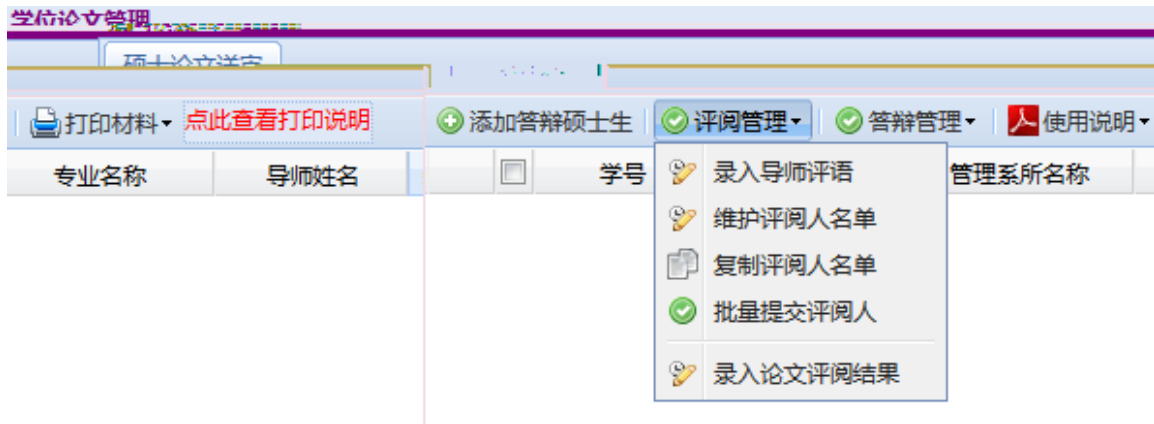 学位论文管理
硕士论文送审
打印材料 点此查看打印说明 添加答辩硕士生 评阅管理 答辩管理 使用说明
专业名称 导师姓名 学号 管理系所名称
录入导师评语
维护评阅人名单
复制评阅人名单
批量提交评阅人
录入论文评阅结果